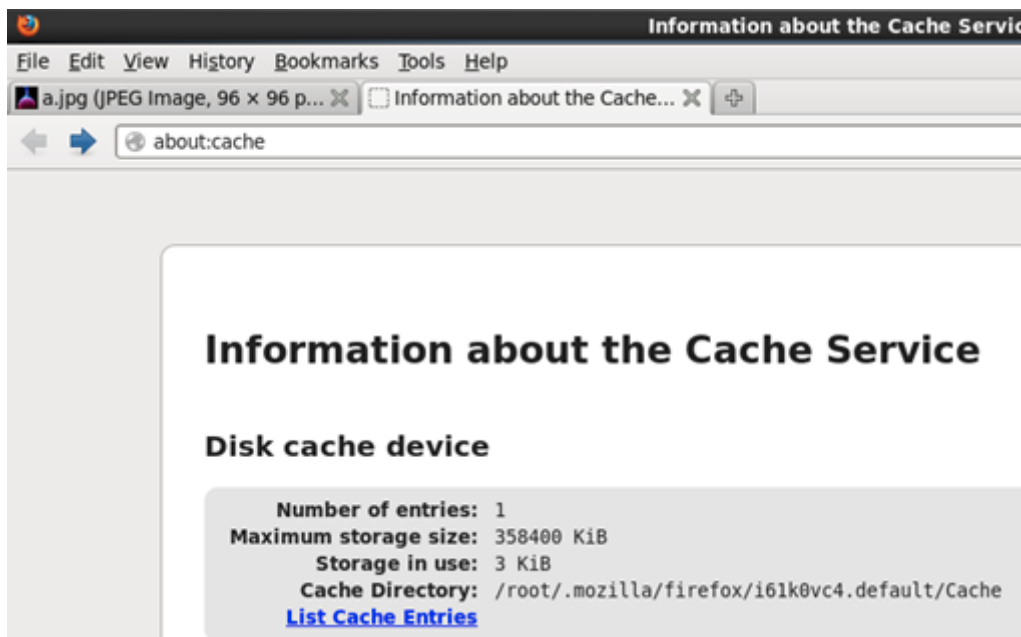 Information about the Cache Servic
File Edit View History Bookmarks Tools Help
a.jpg (JPEG Image, 96 × 96 p... Information about the Cache...
about:cache
Information about the Cache Service
Disk cache device
Number of entries: 1
Maximum storage size: 358400 KiB
Storage in use: 3 KiB
Cache Directory: /root/.mozilla/firefox/i61k0vc4.default/Cache
List Cache Entries